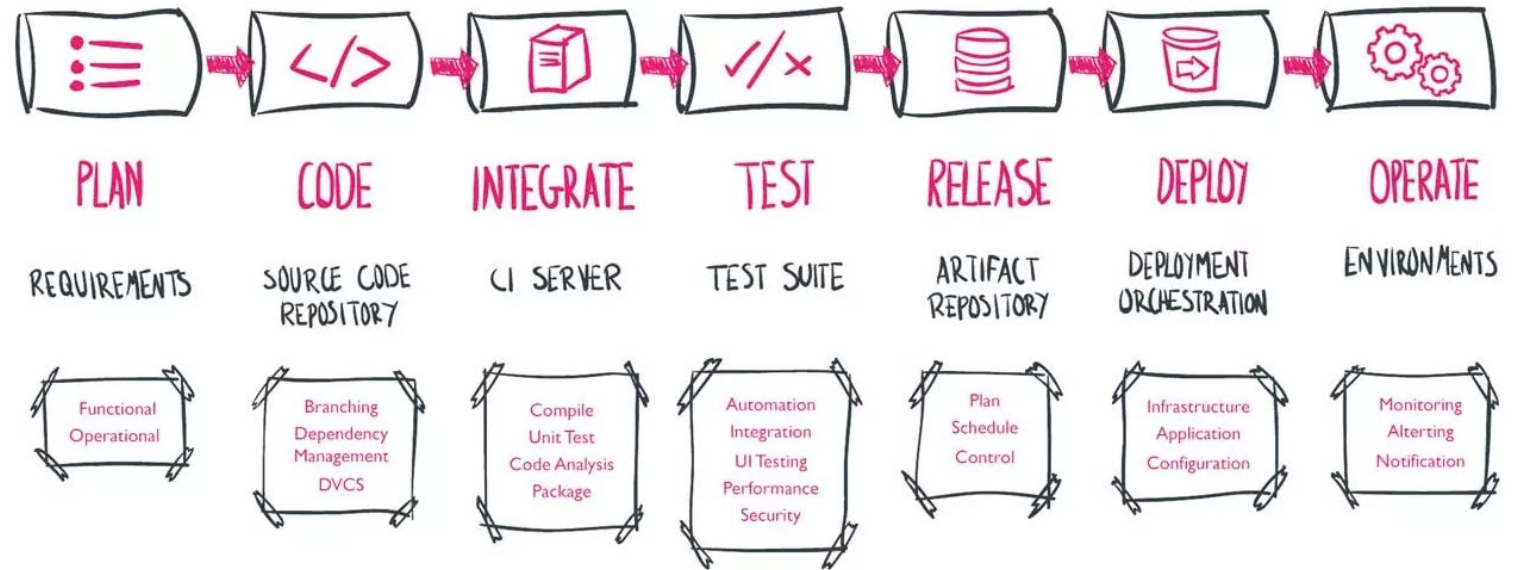 PLAN
CODE
INTEGRATE
TEST
RELEASE
DEPLOY
OPERATE
REQUIREMENTS
SOURCE CODE
REPOSITORY
CI SERVER
TEST SUITE
ARTIFACT
REPOSITORY
DEPLOYMENT
ORCHESTRATION
ENVIRONMENTS
Functional
Operational
Branching
Dependency
Management
DVCS
Compile
Unit Test
Code Analysis
Package
Automation
Integration
UI Testing
Performance
Security
Plan
Schedule
Control
Infrastructure
Application
Configuration
Monitoring
Alterting
Notification